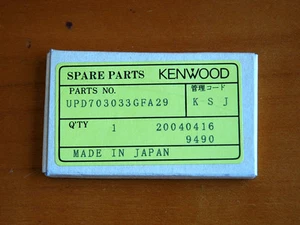 SPARE PARTS KENWOOD
PARTS NO. 管理コード
UPD703033GFA29 K S J
Q'TY 1 20040416
9490
MADE IN JAPAN